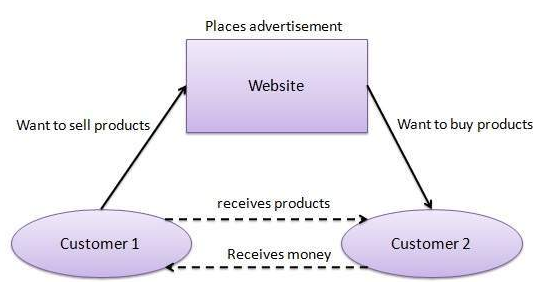 Places advertisement
Website
Want to sell products
Want to buy products
receives products
Customer 1
Customer 2
Receives money